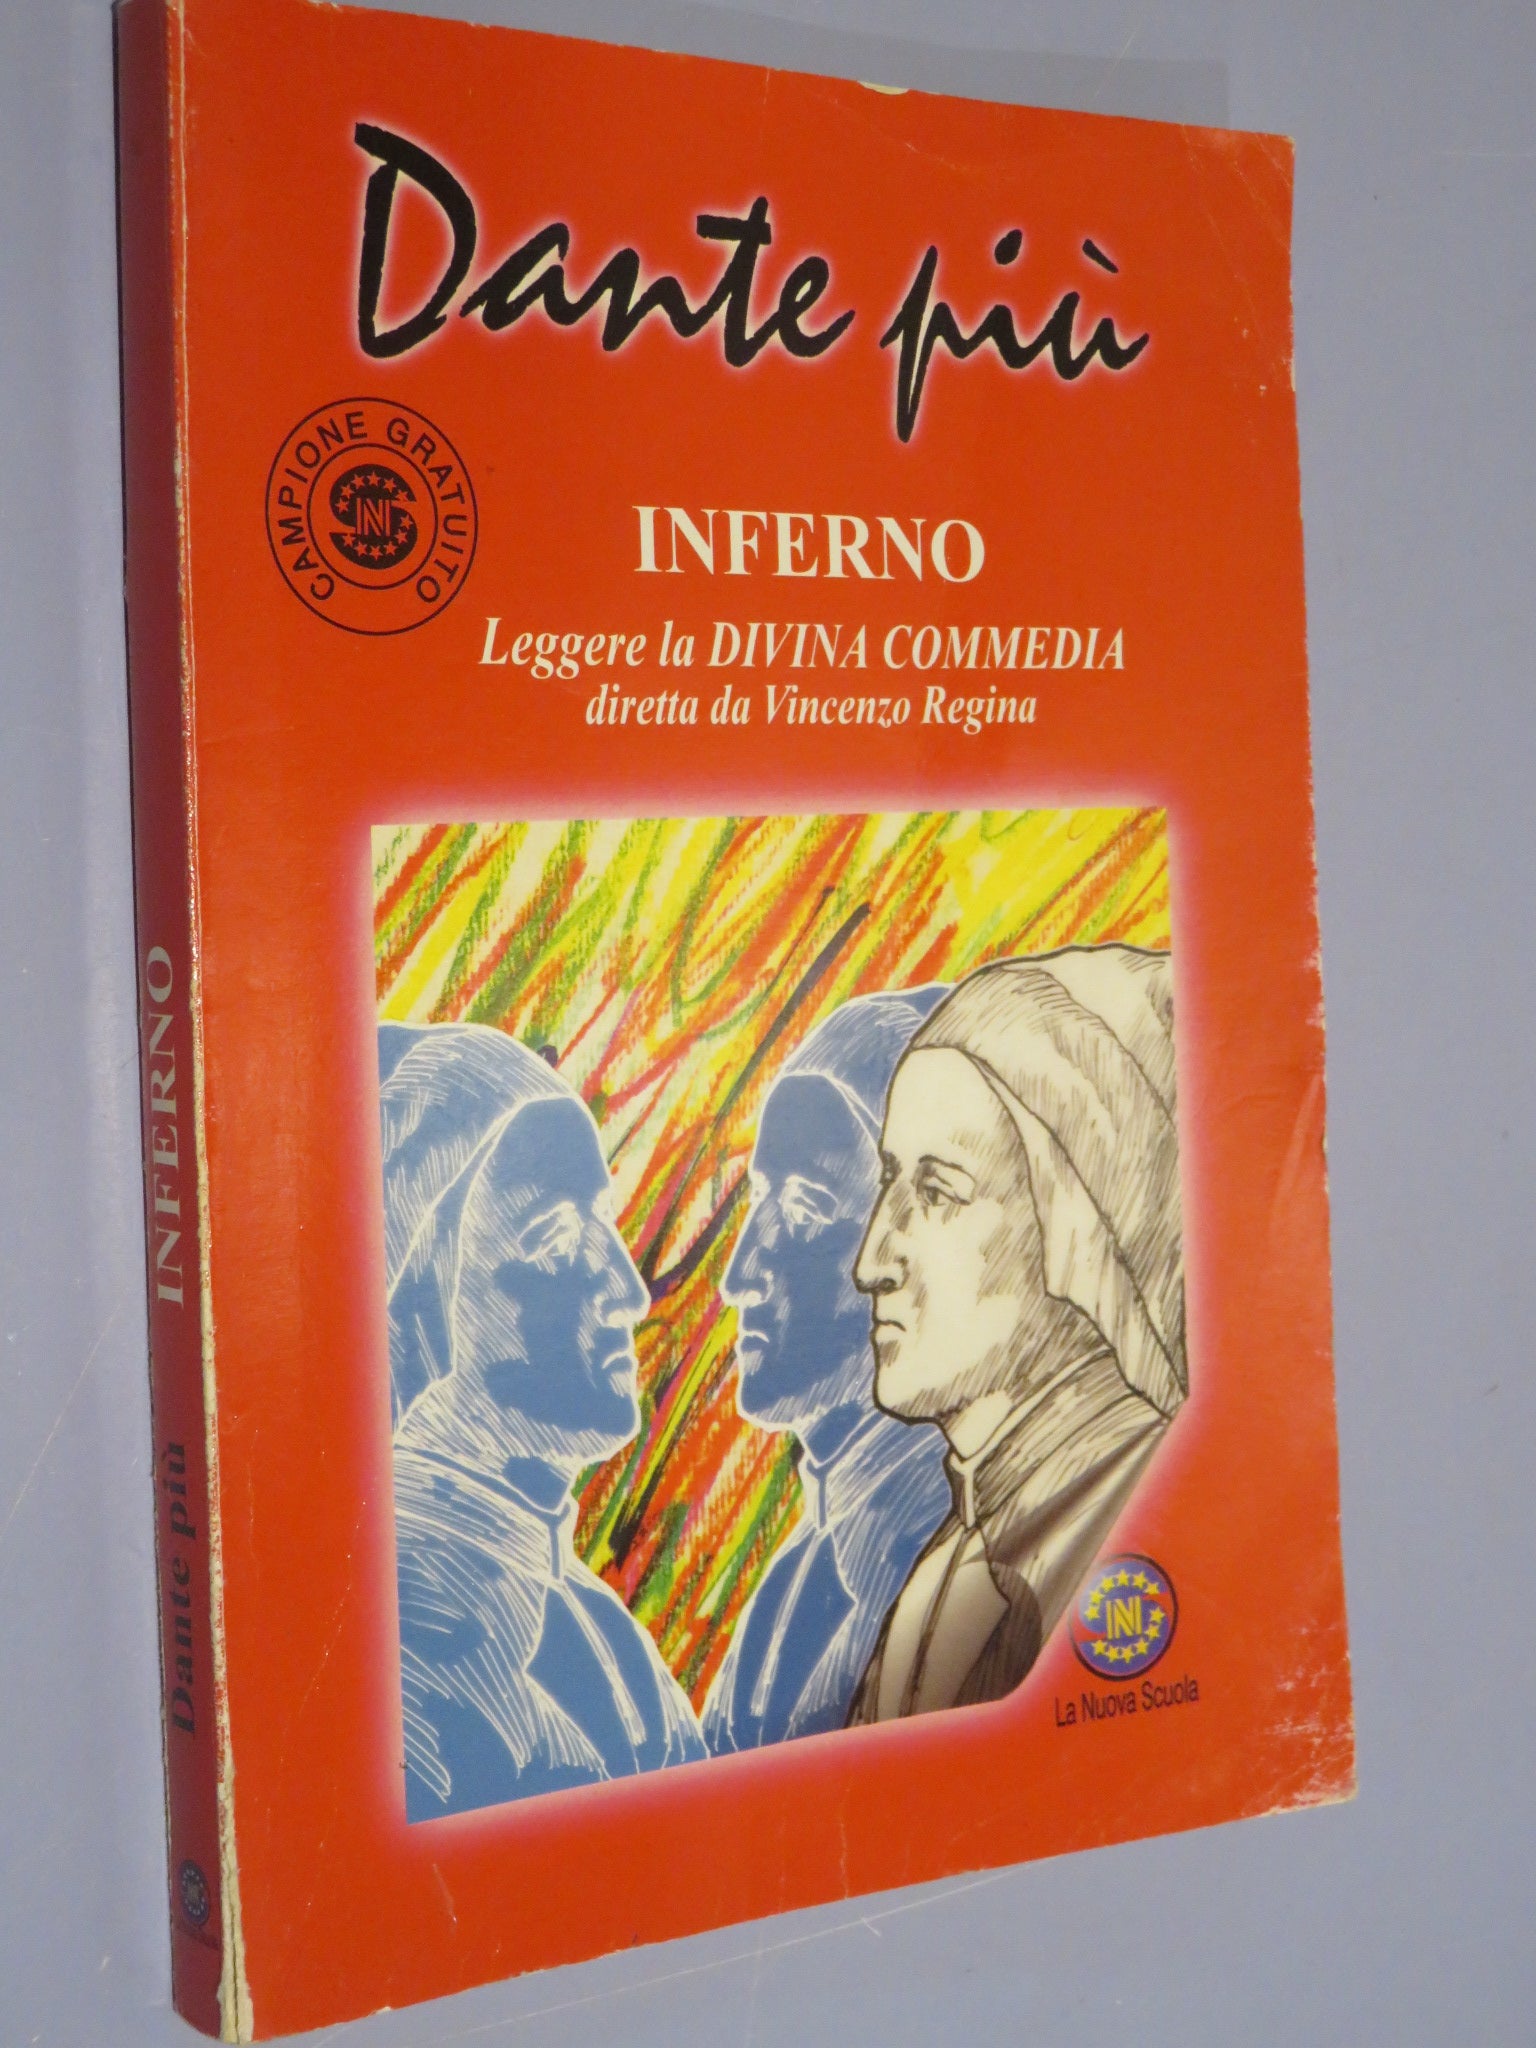 Dante più
CAMPIONE GRATUITO
N
INFERNO
Leggere la DIVINA COMMEDIA
diretta da Vincenzo Regina
N
La Nuova Scuola
Dante più INFERNO